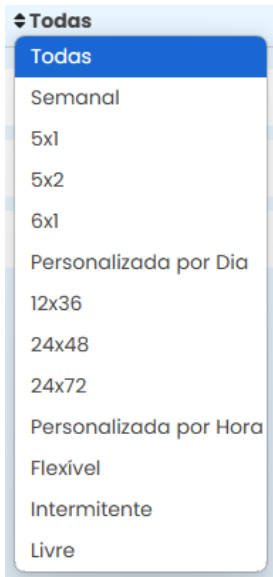 Todas
Todas
Semanal
5x1
5x2
6x1
Personalizada por Dia
12x36
24x48
24x72
Personalizada por Hora
Flexível
Intermitente
Livre